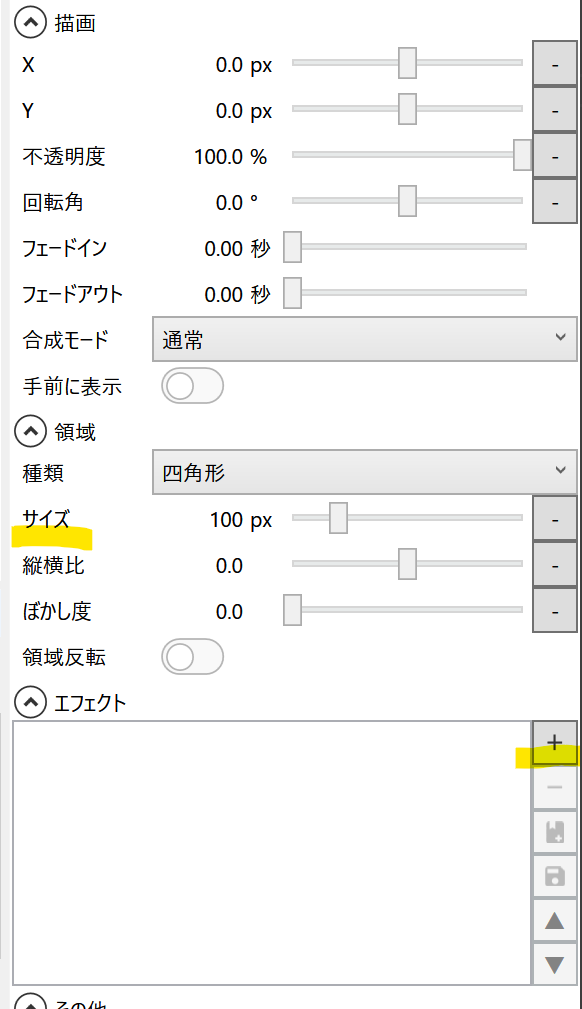 描画
X 0.0 px -
Y 0.0 px -
不透明度 100.0 % -
回転角 0.0 ° -
フェードイン 0.00 秒
フェードアウト 0.00 秒
合成モード 通常
手前に表示
領域
種類 四角形
サイズ 100 px -
縦横比 0.0 -
ぼかし度 0.0 -
領域反転
エフェクト
+
−
▲
▼
その他